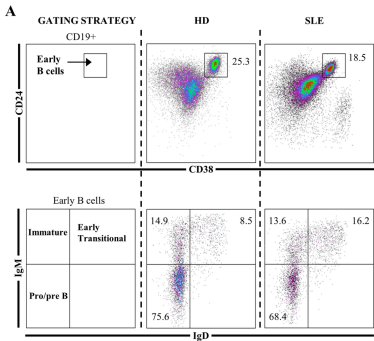 A
GATING STRATEGY HD SLE
CD19+
Early
B cells
25.3
18.5
CD24
CD38
Early B cells
14.9 8.5 13.6 16.2
Immature Early
Transitional
IgM
Pro/pre B
75.6 68.4
IgD